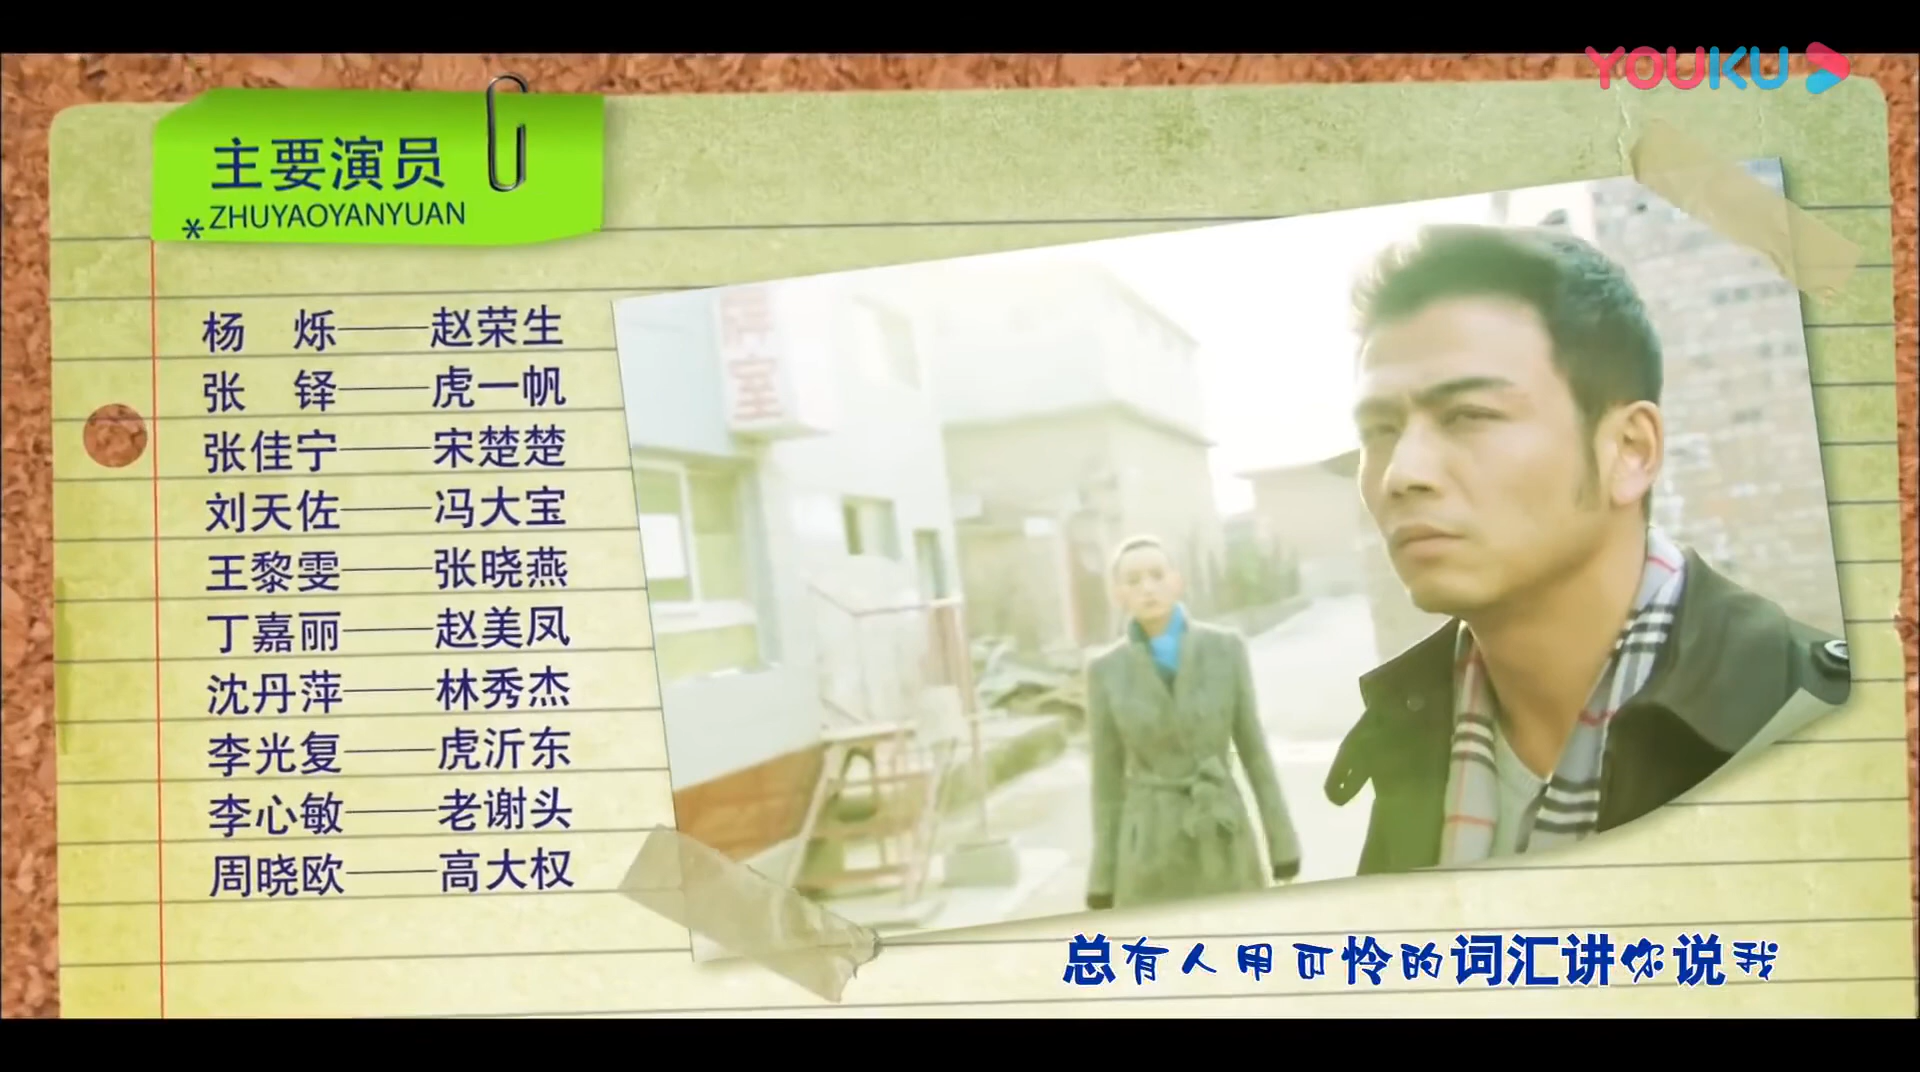 YOUKU
主要演员
*ZHUYAOYANYUAN
杨 烁——赵荣生
张 铎——虎一帆
张佳宁——宋楚楚
刘天佐——冯大宝
王黎雯——张晓燕
丁嘉丽——赵美凤
沈丹萍——林秀杰
李光复——虎沂东
李心敏——老谢头
周晓欧——高大权
牌室
总有人用可怜的词汇讲你说我